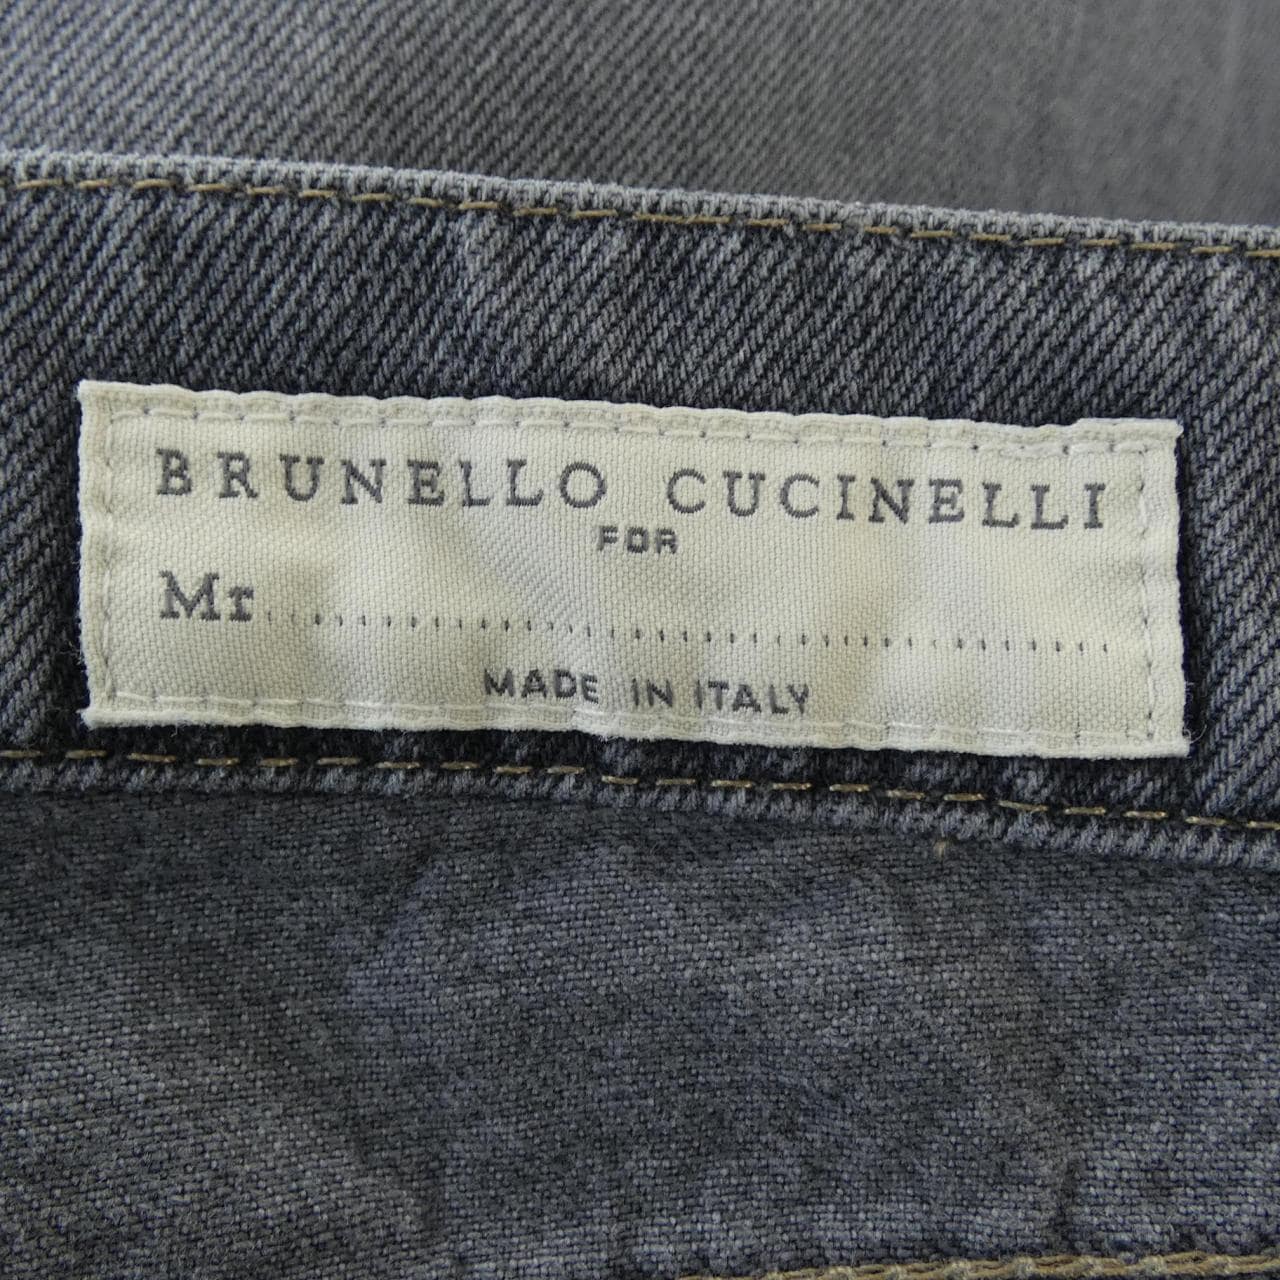 BRUNELLO CUCINELLI
FOR
Mr........................................
MADE IN ITALY